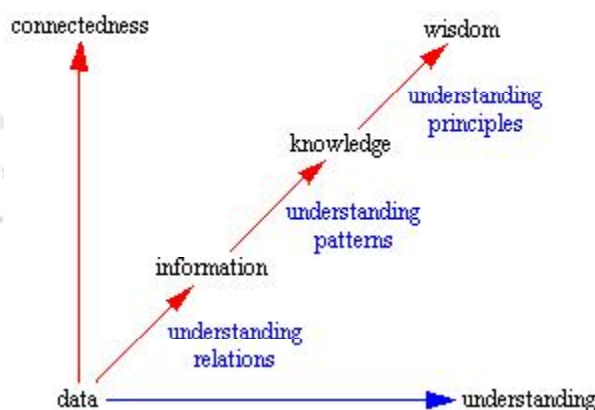 connectedness
wisdom
understanding
principles
knowledge
understanding
patterns
information
understanding
relations
data
understanding